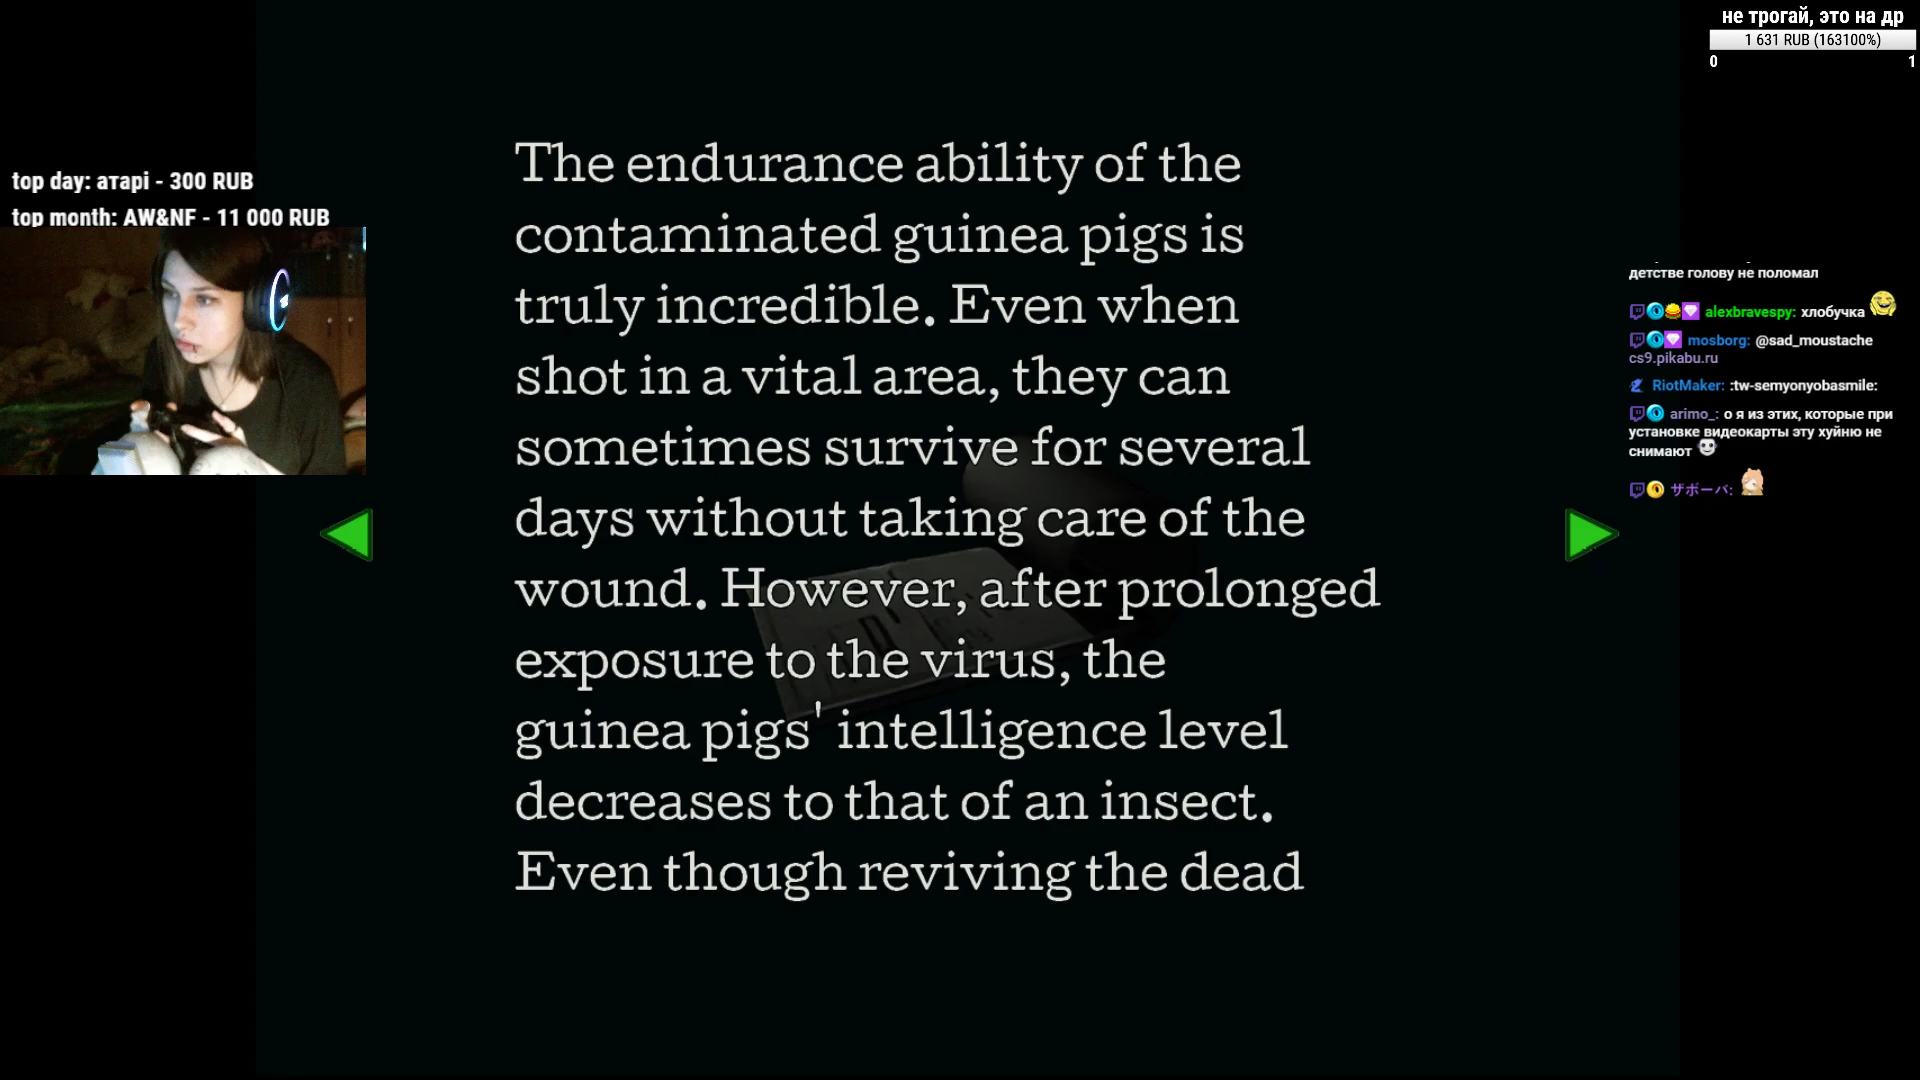 не трогай, это на др
1 631 RUB (163100%)
0 1
top day: атарі - 300 RUB
top month: AW&NF - 11 000 RUB
The endurance ability of the
contaminated guinea pigs is
truly incredible. Even when
shot in a vital area, they can
sometimes survive for several
days without taking care of the
wound. However, after prolonged
exposure to the virus, the
guinea pigs' intelligence level
decreases to that of an insect.
Even though reviving the dead
детстве голову не поломал
alexbravespy: хлобучка
mosborg: @sad_moustache
cs9.pikabu.ru
RiotMaker: :tw-semyonyobasmile:
arimo_: о я из этих, которые при
установке видеокарты эту хуйню не
снимают
ザボーバ: